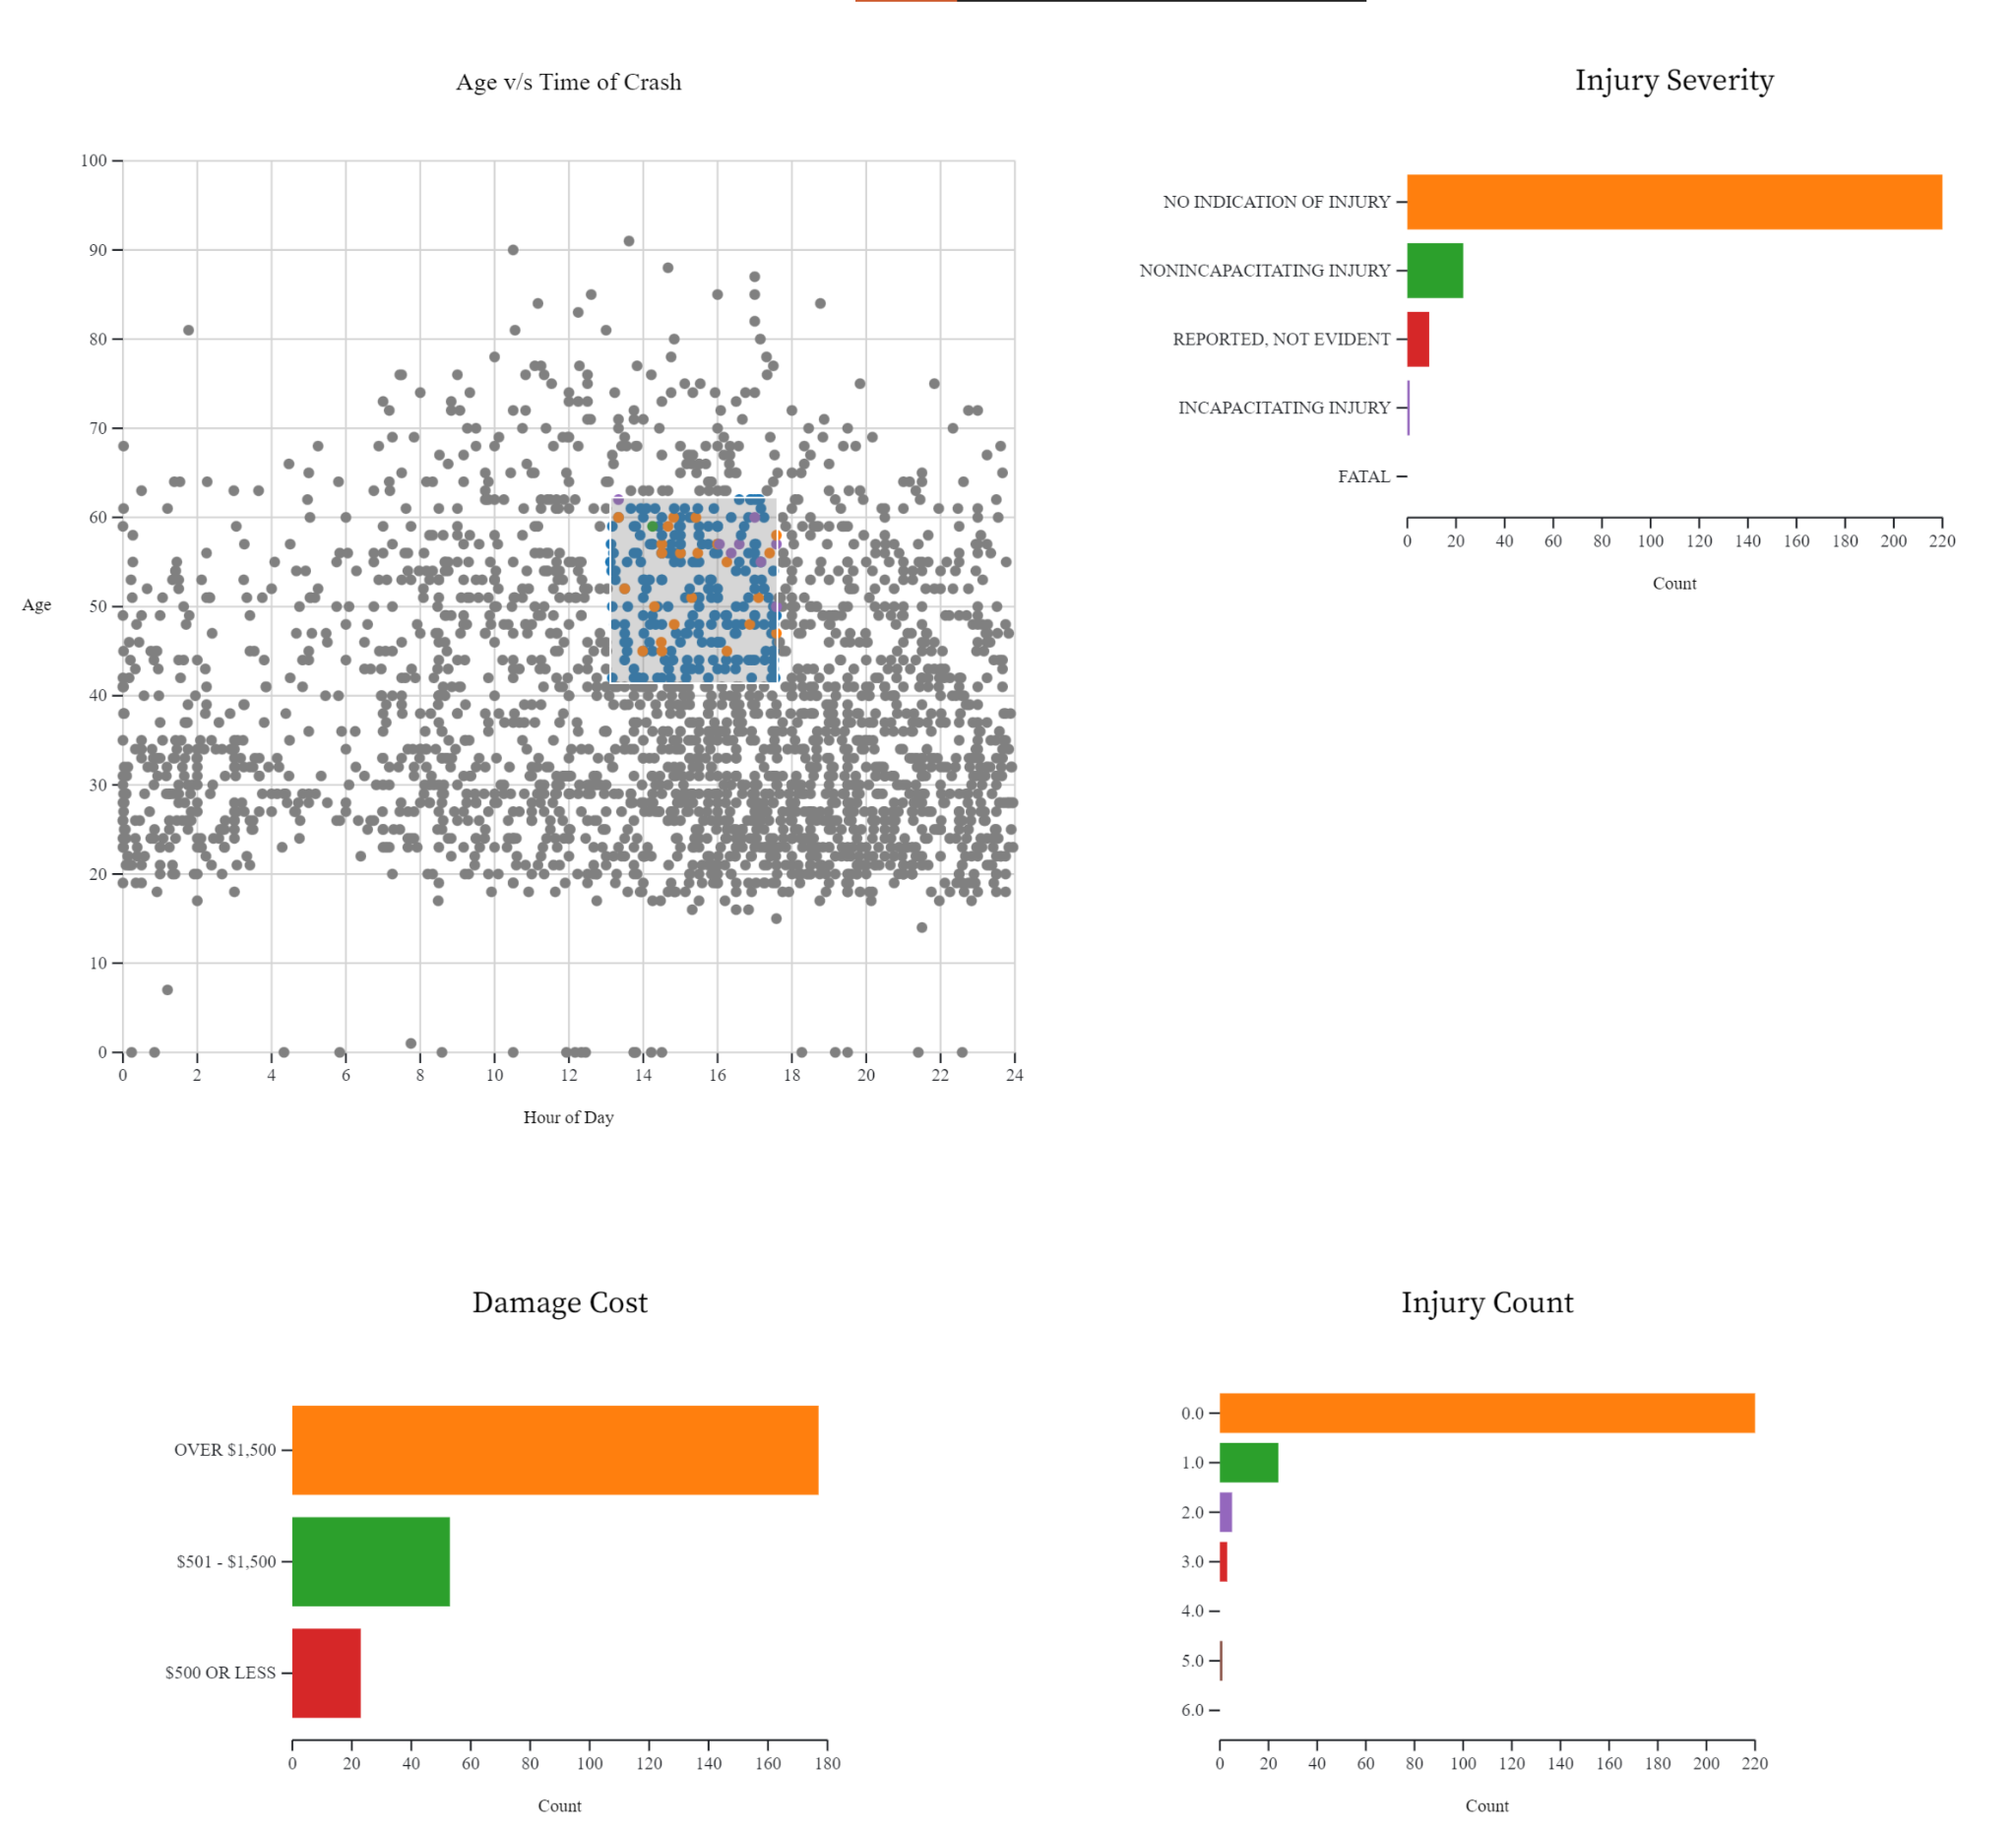 Age v/s Time of Crash
100
90
80
70
60
50
40
30
20
10
0
Age
0 2 4 6 8 10 12 14 16 18 20 22 24
Hour of Day
Injury Severity
NO INDICATION OF INJURY
NONINCAPACITATING INJURY
REPORTED, NOT EVIDENT
INCAPACITATING INJURY
FATAL
0 20 40 60 80 100 120 140 160 180 200 220
Count
Damage Cost
OVER $1,500
$501 - $1,500
$500 OR LESS
0 20 40 60 80 100 120 140 160 180
Count
Injury Count
0.0
1.0
2.0
3.0
4.0
5.0
6.0
0 20 40 60 80 100 120 140 160 180 200 220
Count